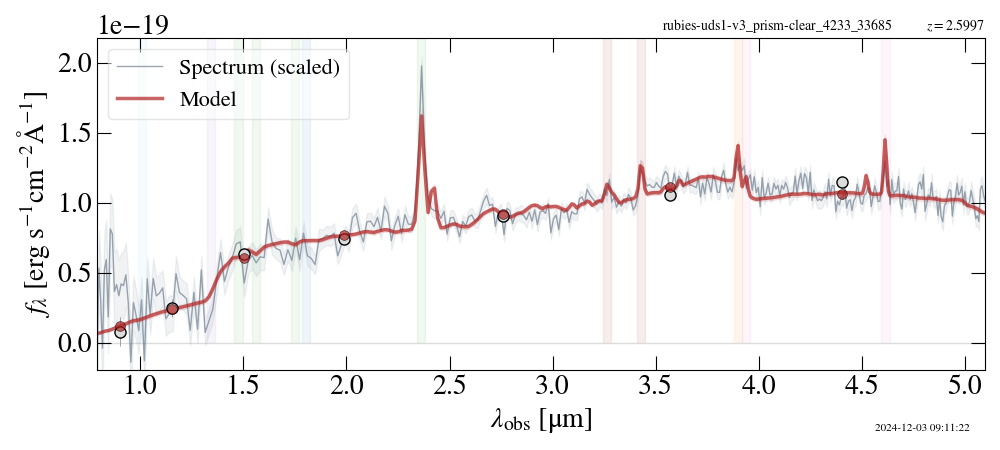 1e−19
rubies-uds1-v3_prism-clear_4233_33685 z = 2.5997
Spectrum (scaled)
Model
2.0
1.5
1.0
0.5
0.0
fλ [erg s⁻¹cm⁻²Å⁻¹]
1.0 1.5 2.0 2.5 3.0 3.5 4.0 4.5 5.0
λobs [μm]
2024-12-03 09:11:22